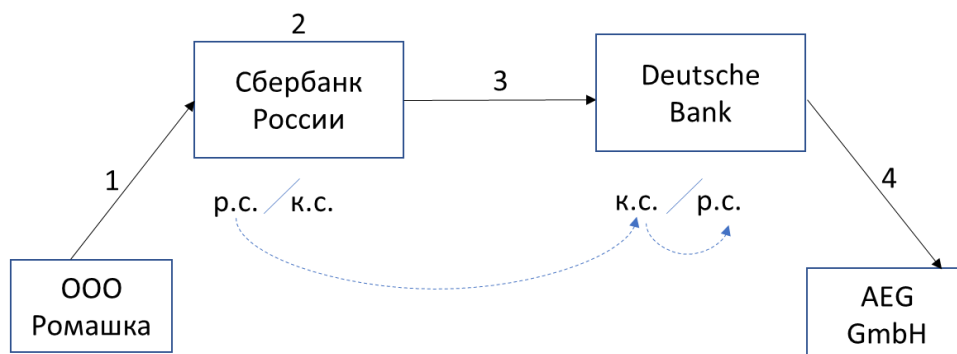 2
Сбербанк
России
3
Deutsche
Bank
1
р.с. / к.с.
к.с. / р.с.
4
ООО
Ромашка
AEG
GmbH